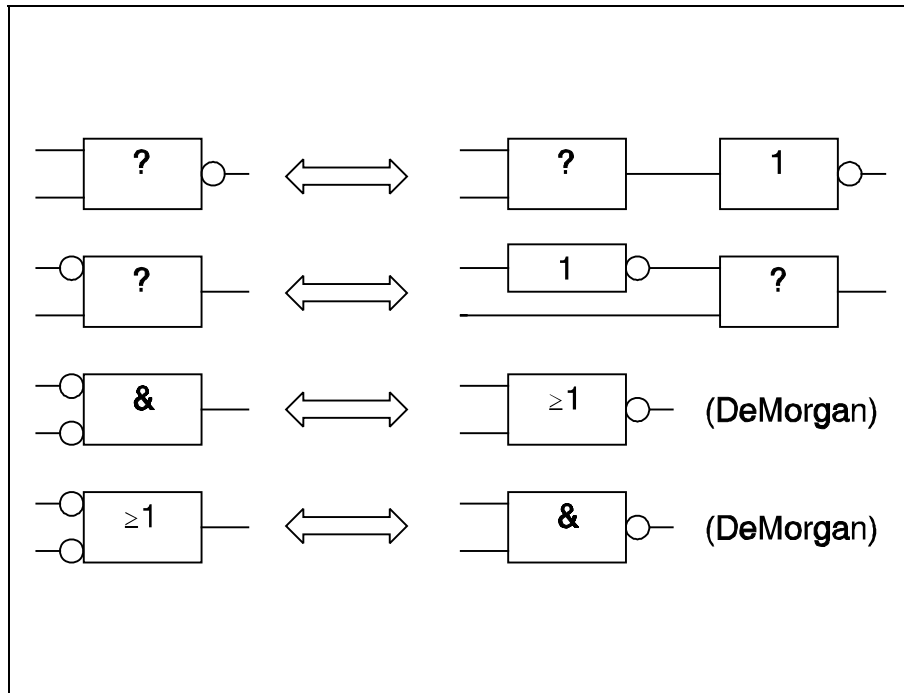 ? ? 1
? 1 ?
& ≥1 (DeMorgan)
≥1 & (DeMorgan)